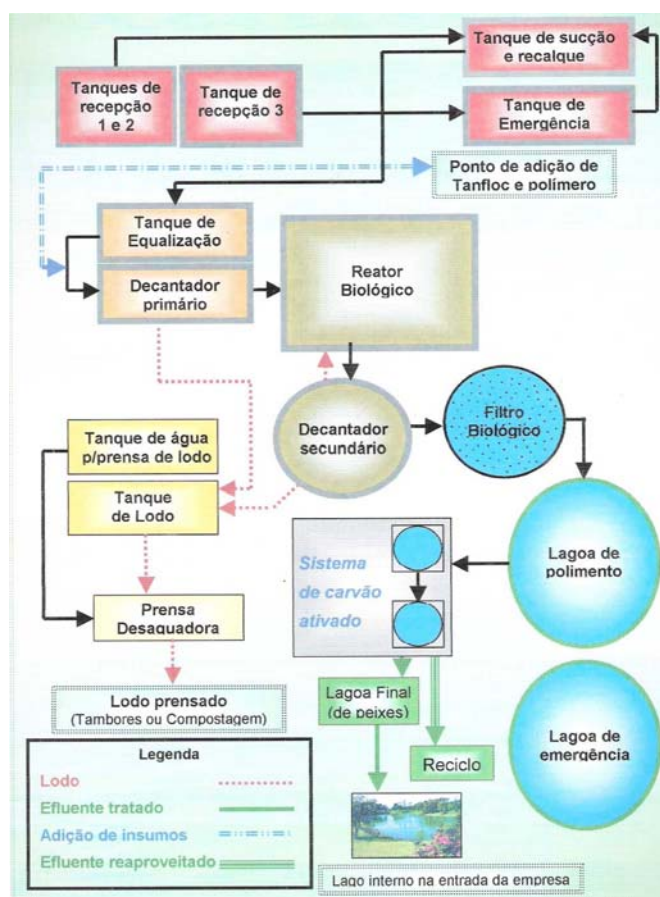 Tanques de
recepção
1 e 2
Tanque de
recepção 3
Tanque de sucção
e recalque
Tanque de
Emergência
Ponto de adição de
Tanfloc e polímero
Tanque de
Equalização
Decantador
primário
Reator
Biológico
Decantador
secundário
Filtro
Biológico
Tanque de água
p/prensa de lodo
Tanque
de Lodo
Prensa
Desaguadora
Lodo prensado
(Tambores ou Compostagem)
Sistema
de carvão
ativado
Lagoa de
polimento
Lagoa Final
(de peixes)
Reciclo
Lagoa de
emergência
Lago interno na entrada da empresa
Legenda
Lodo
Efluente tratado
Adição de insumos
Efluente reaproveitado